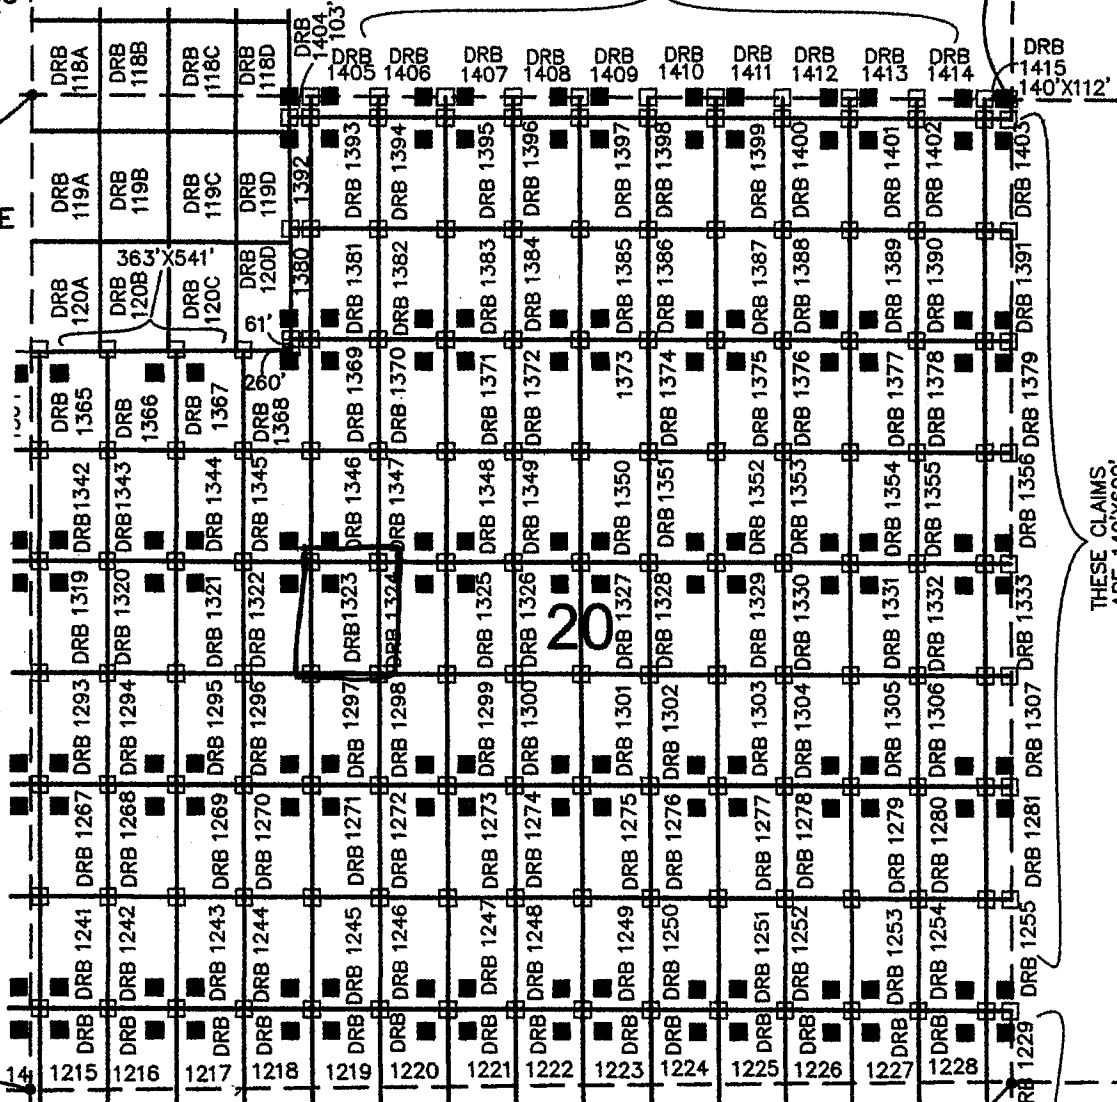 DRB 118A
DRB 118B
DRB 118C
DRB 118D
DRB 1404
103'
DRB 1405
DRB 1406
DRB 1407
DRB 1408
DRB 1409
DRB 1410
DRB 1411
DRB 1412
DRB 1413
DRB 1414
DRB 1415
140'X112'
DRB 119A
DRB 119B
DRB 119C
DRB 119D
1392
DRB 1393
DRB 1394
DRB 1395
DRB 1396
DRB 1397
DRB 1398
DRB 1399
DRB 1400
DRB 1401
DRB 1402
DRB 1403
E
363'X541'
DRB 120A
DRB 120B
DRB 120C
DRB 120D
1380
DRB 1381
DRB 1382
DRB 1383
DRB 1384
DRB 1385
DRB 1386
DRB 1387
DRB 1388
DRB 1389
DRB 1390
DRB 1391
61'
260'
DRB 1365
DRB 1366
DRB 1367
DRB 1368
DRB 1369
DRB 1370
DRB 1371
DRB 1372
1373
DRB 1374
DRB 1375
DRB 1376
DRB 1377
DRB 1378
DRB 1379
DRB1342
DRB1343
DRB 1344
DRB 1345
DRB 1346
DRB 1347
DRB 1348
DRB 1349
DRB 1350
DRB 1351
DRB 1352
DRB 1353
DRB 1354
DRB 1355
DRB 1356
THESE CLAIMS
DRB 1319
DRB 1320
DRB 1321
DRB 1322
DRB1323
DRB 1324
DRB 1325
DRB 1326
DRB 1327
DRB 1328
DRB 1329
DRB 1330
DRB 1331
DRB 1332
DRB 1333
20
DRB 1293
DRB 1294
DRB 1295
DRB 1296
DRB 1297
DRB 1298
DRB 1299
DRB 1300
DRB 1301
DRB 1302
DRB 1303
DRB 1304
DRB 1305
DRB 1306
DRB 1307
DRB 1267
DRB 1268
DRB 1269
DRB 1270
DRB 1271
DRB 1272
DRB 1273
DRB 1274
DRB 1275
DRB 1276
DRB 1277
DRB 1278
DRB 1279
DRB 1280
DRB 1281
DRB 1241
DRB 1242
DRB 1243
DRB 1244
DRB 1245
DRB 1246
DRB 1247
DRB 1248
DRB 1249
DRB 1250
DRB 1251
DRB 1252
DRB 1253
DRB 1254
DRB 1255
14
DRB 1215
DRB 1216
DRB 1217
DRB 1218
DRB 1219
DRB 1220
DRB 1221
DRB 1222
DRB 1223
DRB 1224
DRB 1225
DRB 1226
DRB 1227
DRB 1228
DRB 1229